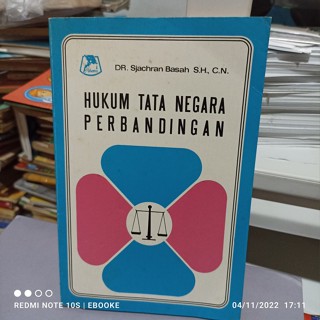 DR. Sjachran Basah S.H., C.N.
HUKUM TATA NEGARA
PERBANDINGAN
REDMI NOTE 10S | EBOOKE
04/11/2022 17:11